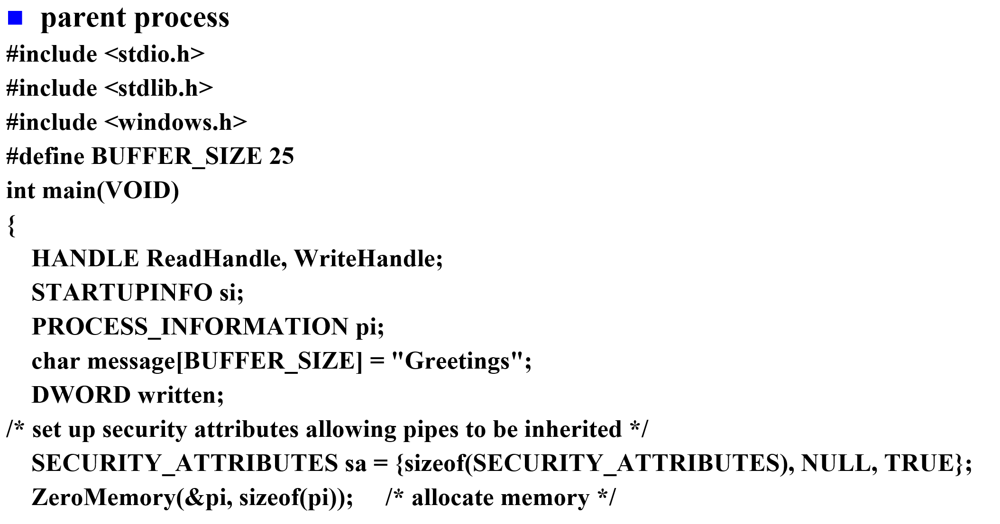 ■ parent process
#include <stdio.h>
#include <stdlib.h>
#include <windows.h>
#define BUFFER_SIZE 25
int main(VOID)
{
HANDLE ReadHandle, WriteHandle;
STARTUPINFO si;
PROCESS_INFORMATION pi;
char message[BUFFER_SIZE] = "Greetings";
DWORD written;
/* set up security attributes allowing pipes to be inherited */
SECURITY_ATTRIBUTES sa = {sizeof(SECURITY_ATTRIBUTES), NULL, TRUE};
ZeroMemory(&pi, sizeof(pi)); /* allocate memory */